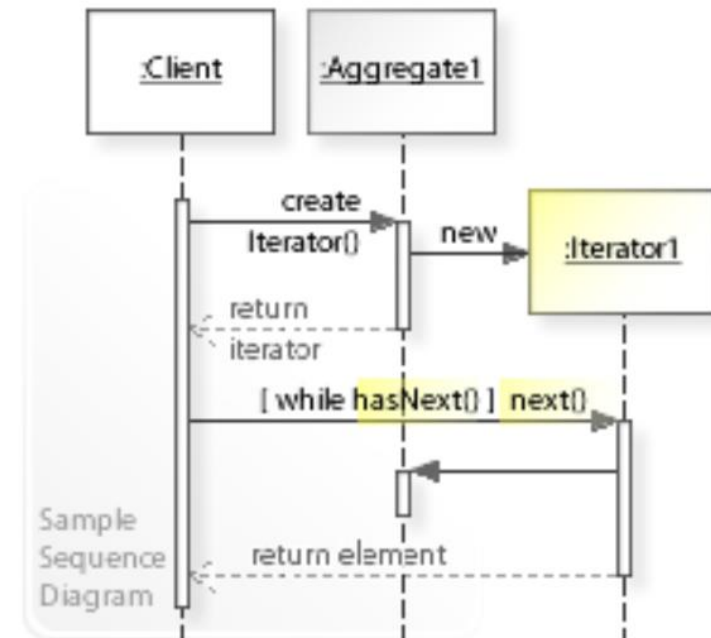 :Client
:Aggregate1
create
Iterator()
new
:Iterator1
return
iterator
[ while hasNext() ] next()
return element
Sample
Sequence
Diagram